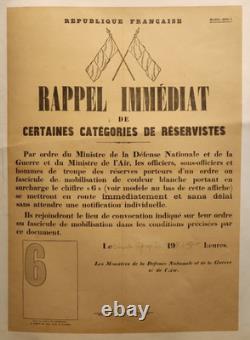 RÉPUBLIQUE FRANÇAISE
RAPPEL IMMÉDIAT
DE
CERTAINES CATÉGORIES DE RÉSERVISTES
Par ordre du Ministre de la Défense Nationale et de la
Guerre et du Ministre de l'Air, les officiers, sous-officiers et
hommes de troupe des réserves porteurs d'un ordre ou
fascicule de mobilisation de couleur blanche portant en
surcharge le chiffre « 6 » (voir modèle au bas de cette affiche)
se mettront en route immédiatement et sans délai
sans attendre une notification individuelle.
Ils rejoindront le lieu de convocation indiqué sur leur ordre
ou fascicule de mobilisation dans les conditions précisées par
ce document.
Le 19 heures.
6
Les Ministres de la Défense Nationale et de la Guerre
et de l'Air.